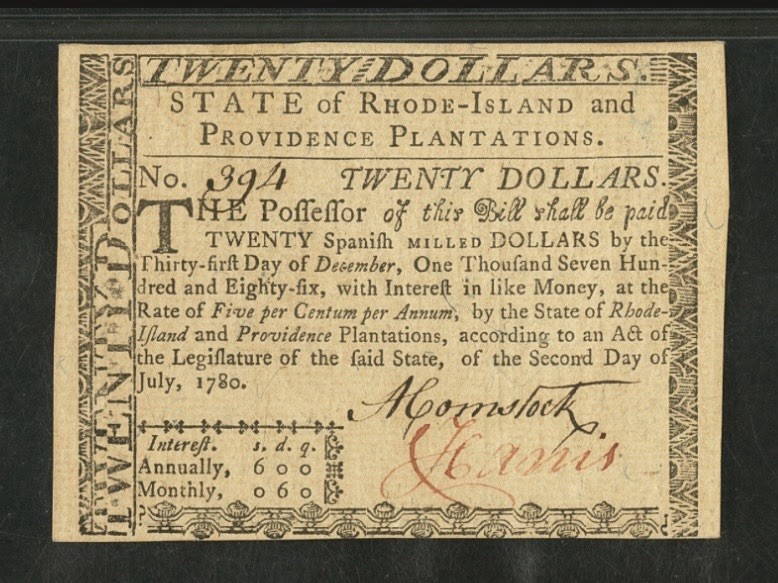 TWENTY DOLLARS.
TWENTY DOLLARS
STATE of RHODE-ISLAND and
PROVIDENCE PLANTATIONS.
No. 394 TWENTY DOLLARS.
THE Poſſeſſor of this Bill shall be paid
TWENTY Spaniſh MILLED DOLLARS by the
Thirty-firſt Day of December, One Thouſand Seven Hun-
dred and Eighty-ſix, with Intereſt in like Money, at the
Rate of Five per Centum per Annum, by the State of Rhode-
Iſland and Providence Plantations, according to an Act of
the Legiſlature of the ſaid State, of the Second Day of
July, 1780.
AComstock
JHarris
Intereſt. s. d. q.
Annually, 6 0 0
Monthly, 0 6 0